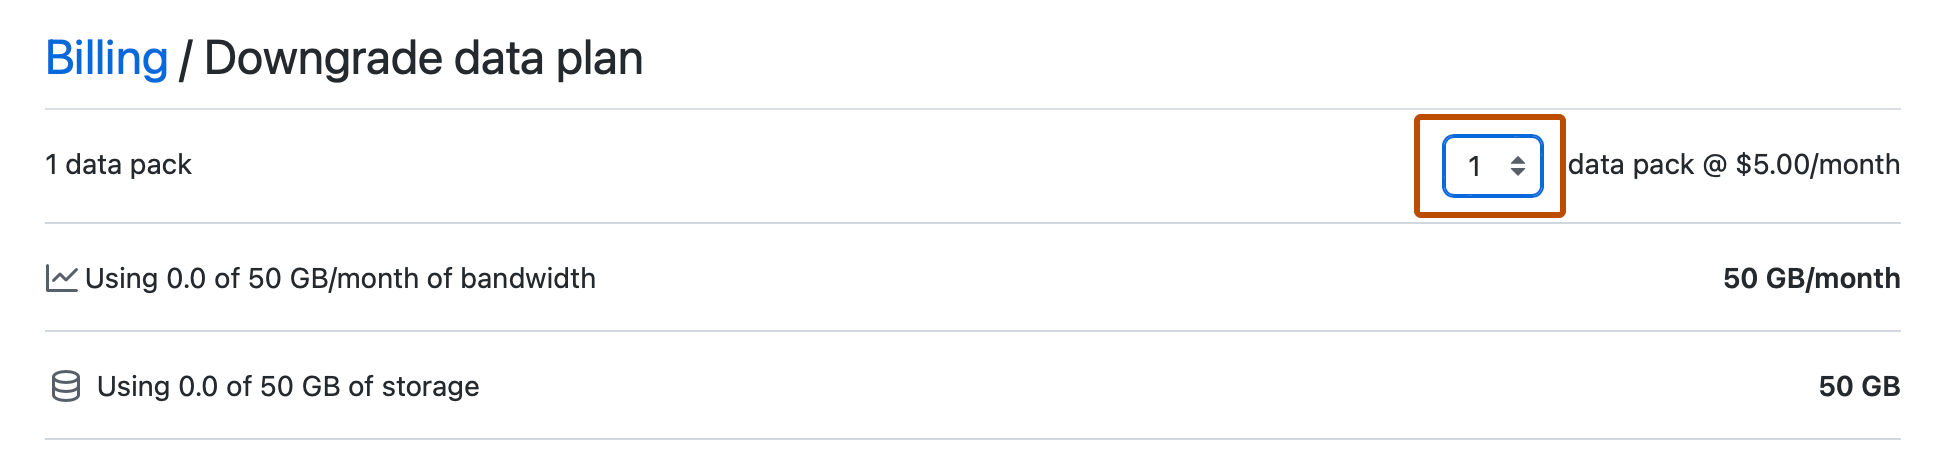 Billing / Downgrade data plan
1 data pack 1 data pack @ $5.00/month
Using 0.0 of 50 GB/month of bandwidth 50 GB/month
Using 0.0 of 50 GB of storage 50 GB